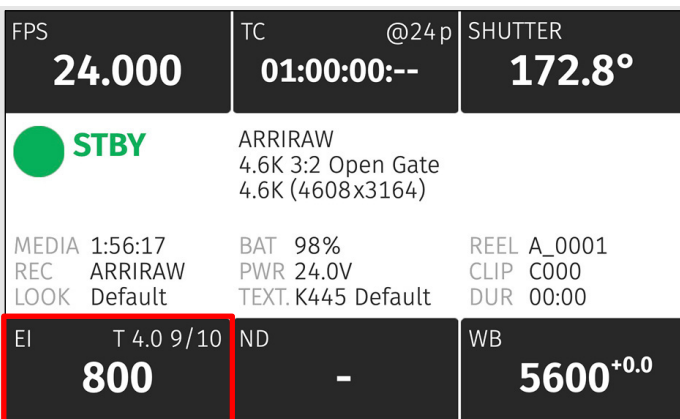 FPS
24.000
TC @24p
01:00:00:--
SHUTTER
172.8°
STBY
ARRIRAW
4.6K 3:2 Open Gate
4.6K (4608x3164)
MEDIA 1:56:17
REC ARRIRAW
LOOK Default
BAT 98%
PWR 24.0V
TEXT. K445 Default
REEL A_0001
CLIP C000
DUR 00:00
EI T 4.0 9/10
800
ND
-
WB
5600+0.0